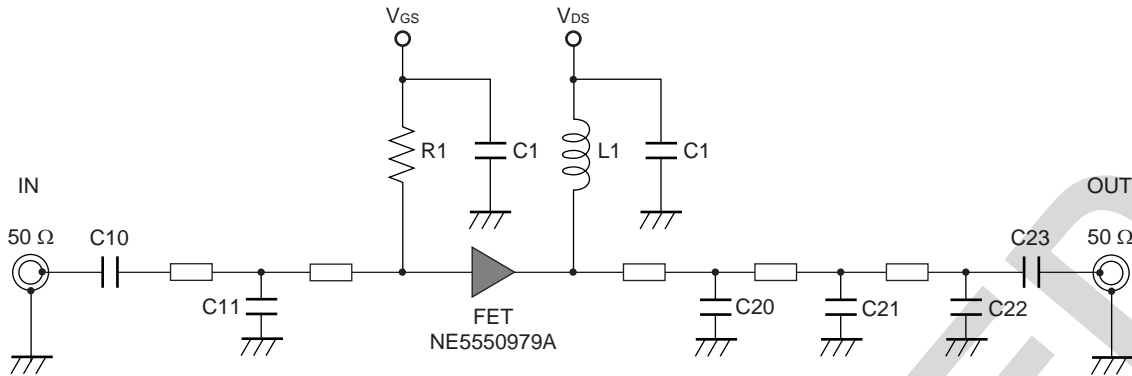 VGS
VDS
R1
C1
L1
C1
IN
OUT
50 Ω
C10
C23
50 Ω
C11
FET
NE5550979A
C20
C21
C22